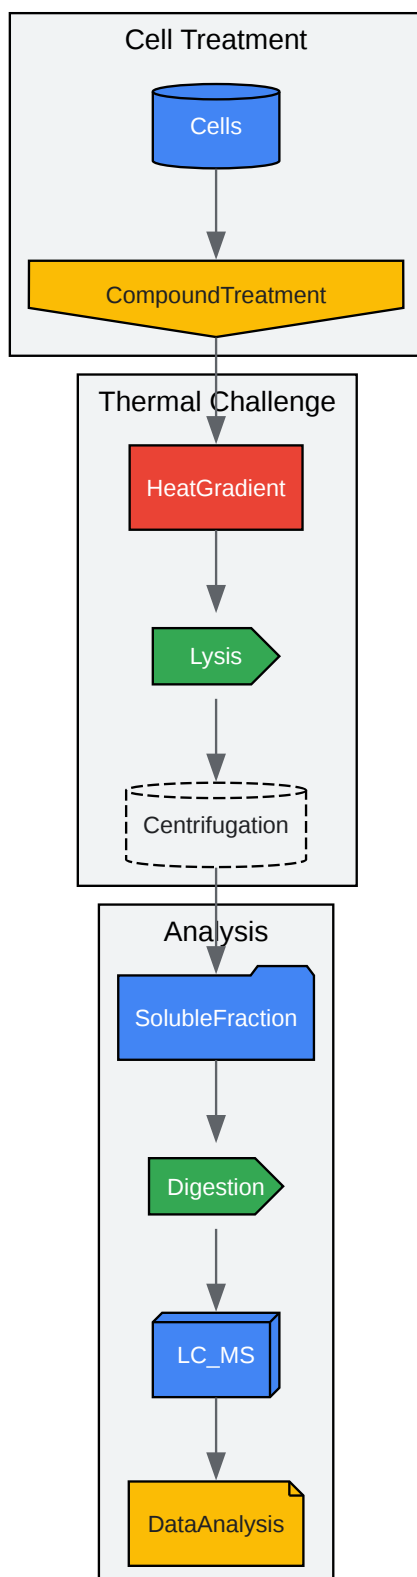 Cell Treatment
Cells
CompoundTreatment
Thermal Challenge
HeatGradient
Lysis
Centrifugation
Analysis
SolubleFraction
Digestion
LC_MS
DataAnalysis